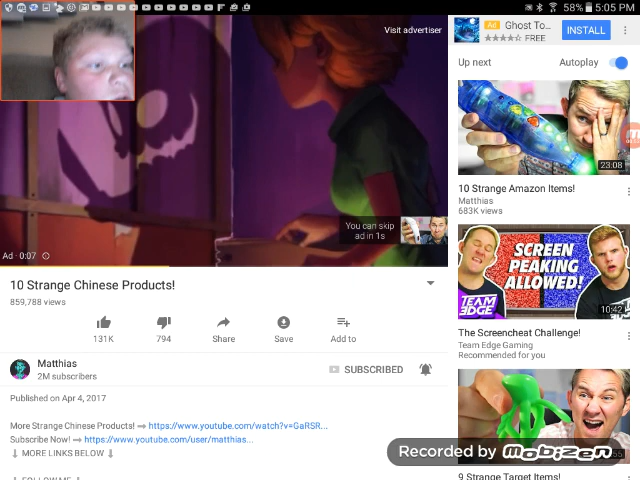 58% 5:05 PM
Visit advertiser
You can skip
ad in 1s
Ad · 0:07
Ad Ghost To...
FREE
INSTALL
Up next
Autoplay
23:08
10 Strange Amazon Items!
Matthias
683K views
SCREEN
PEAKING
ALLOWED!
TEAM
EDGE
10:42
The Screencheat Challenge!
Team Edge Gaming
Recommended for you
9 Strange Target Items!
10 Strange Chinese Products!
859,788 views
131K
794
Share
Save
Add to
Matthias
2M subscribers
SUBSCRIBED
Published on Apr 4, 2017
More Strange Chinese Products! ⇒ https://www.youtube.com/watch?v=GaRSR...
Subscribe Now! ⇒ https://www.youtube.com/user/matthias...
↓ MORE LINKS BELOW ↓
FOLLOW ME
Recorded by mobizen